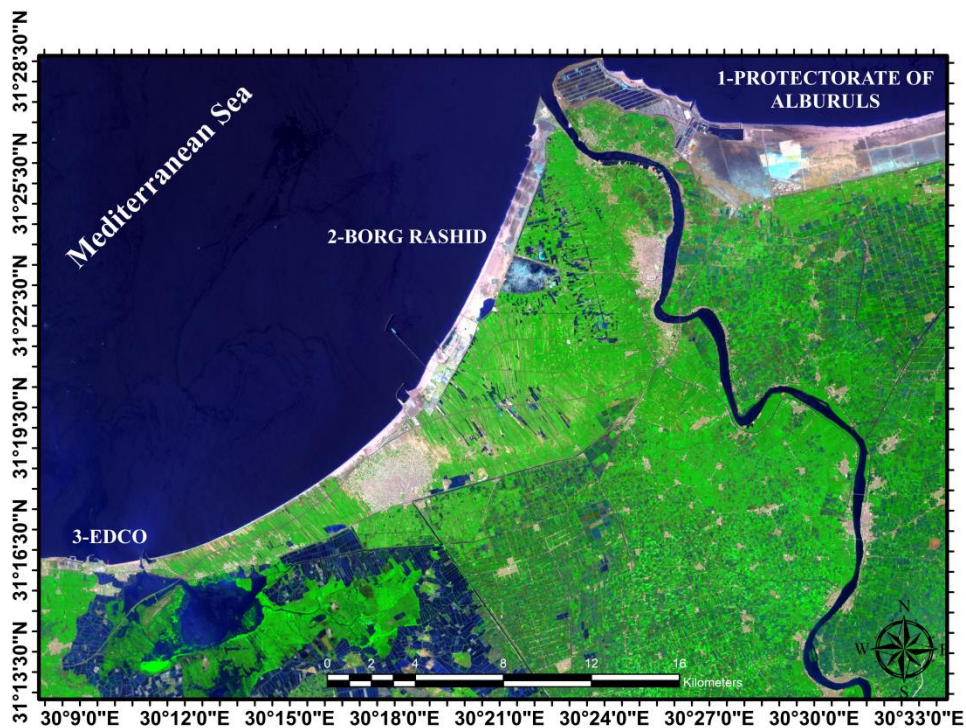 31°28'30"N
31°25'30"N
31°22'30"N
31°19'30"N
31°16'30"N
31°13'30"N
Mediterranean Sea
1-PROTECTORATE OF
ALBURULS
2-BORG RASHID
3-EDCO
N
W E
S
0 2 4 8 12 16
Kilometers
30°9'0"E 30°12'0"E 30°15'0"E 30°18'0"E 30°21'0"E 30°24'0"E 30°27'0"E 30°30'0"E 30°33'0"E